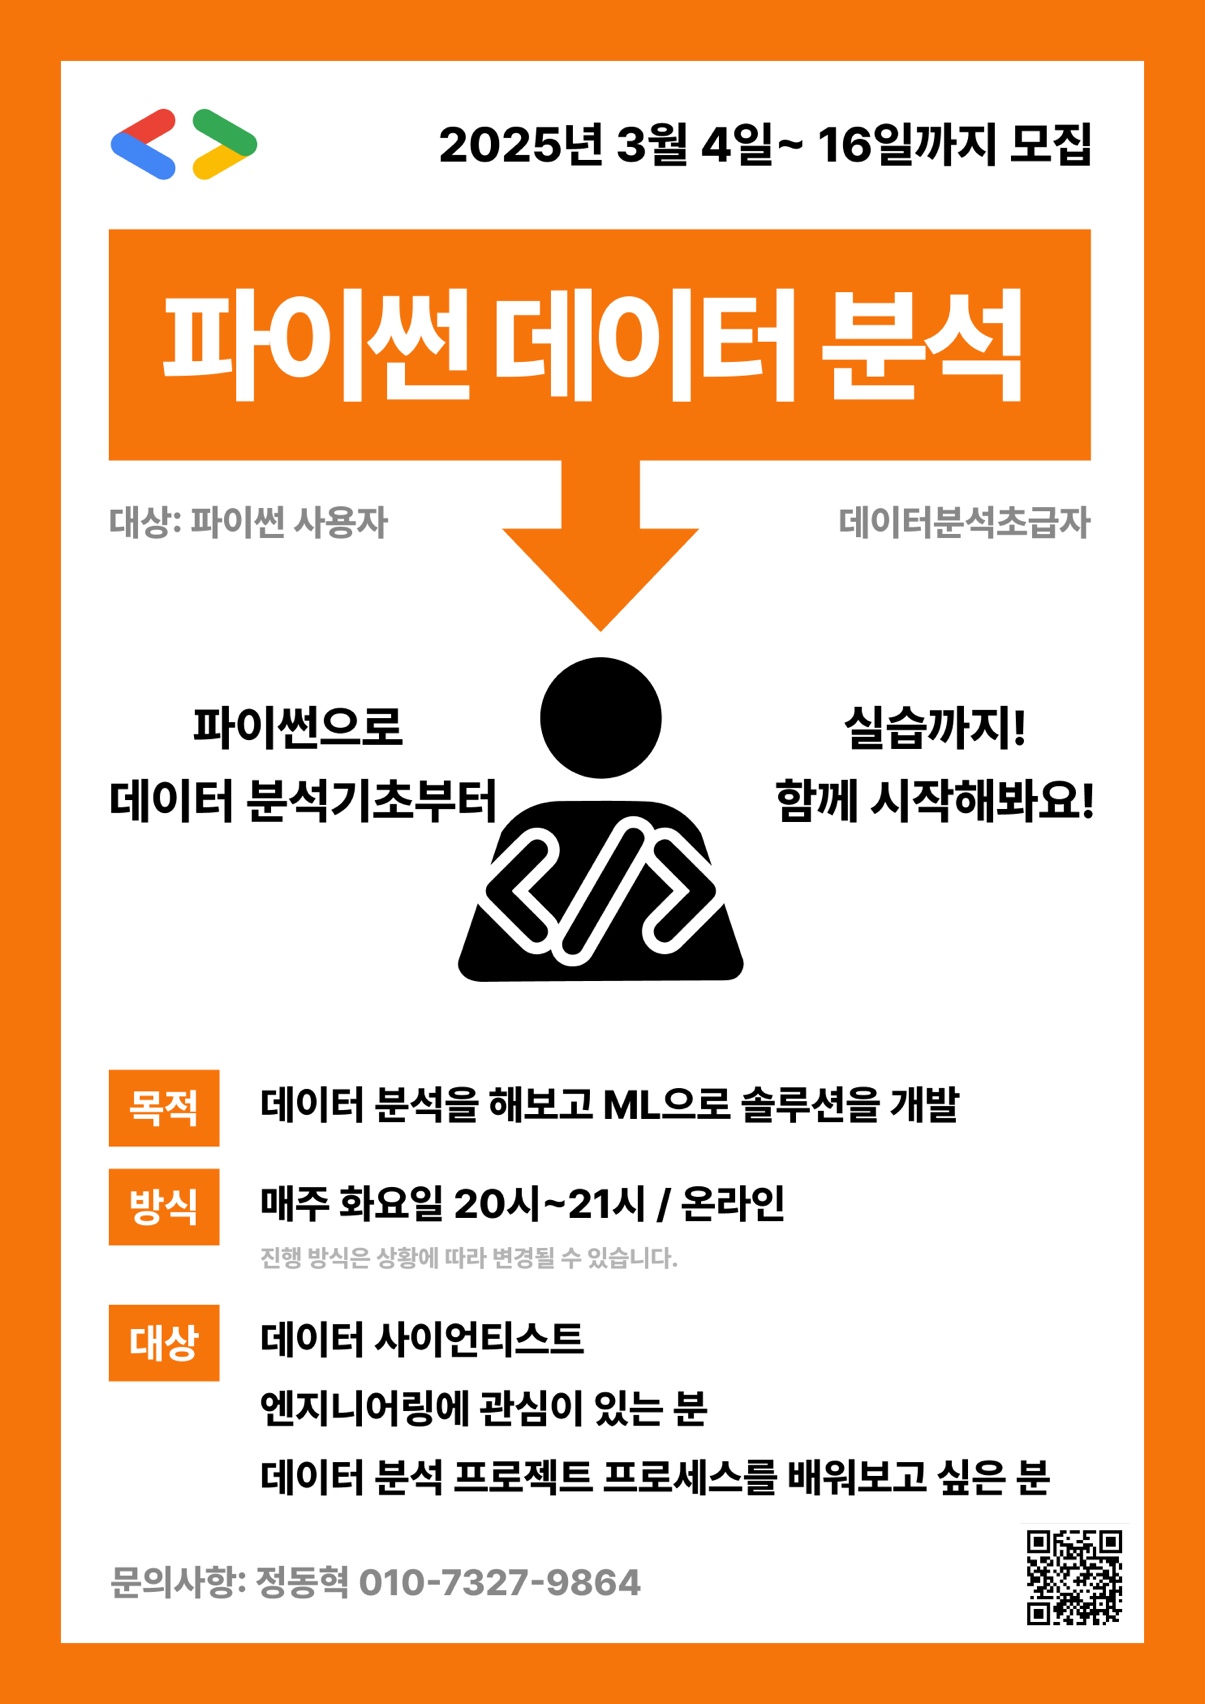 2025년 3월 4일~ 16일까지 모집
파이썬 데이터 분석
대상: 파이썬 사용자
데이터분석초급자
파이썬으로
데이터 분석기초부터
실습까지!
함께 시작해봐요!
목적
데이터 분석을 해보고 ML으로 솔루션을 개발
방식
매주 화요일 20시~21시 / 온라인
진행 방식은 상황에 따라 변경될 수 있습니다.
대상
데이터 사이언티스트
엔지니어링에 관심이 있는 분
데이터 분석 프로젝트 프로세스를 배워보고 싶은 분
문의사항: 정동혁 010-7327-9864